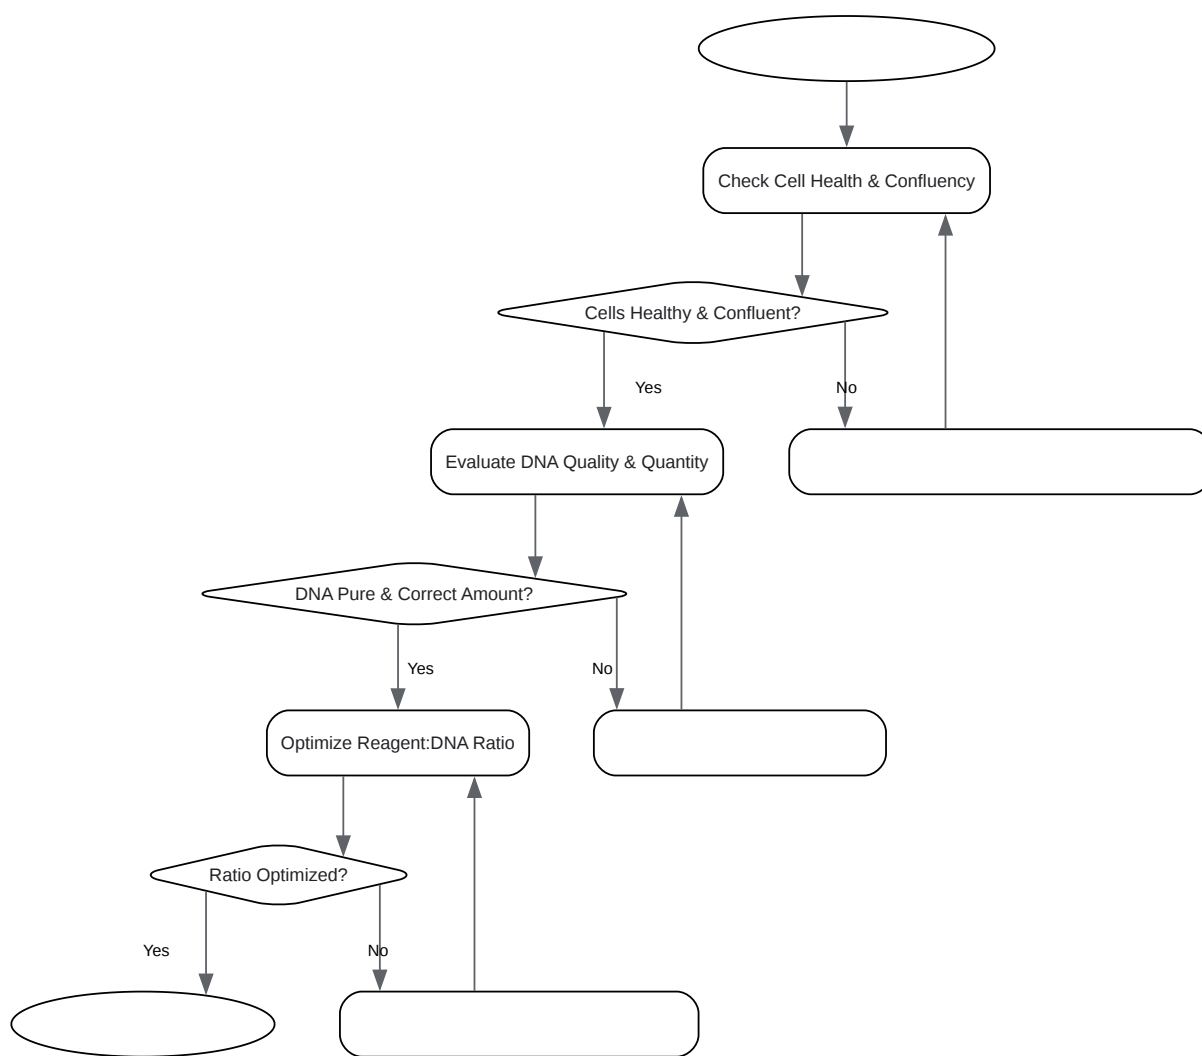 Check Cell Health & Confluency
Cells Healthy & Confluent?
Yes
No
Evaluate DNA Quality & Quantity
DNA Pure & Correct Amount?
Yes
No
Optimize Reagent:DNA Ratio
Ratio Optimized?
Yes
No